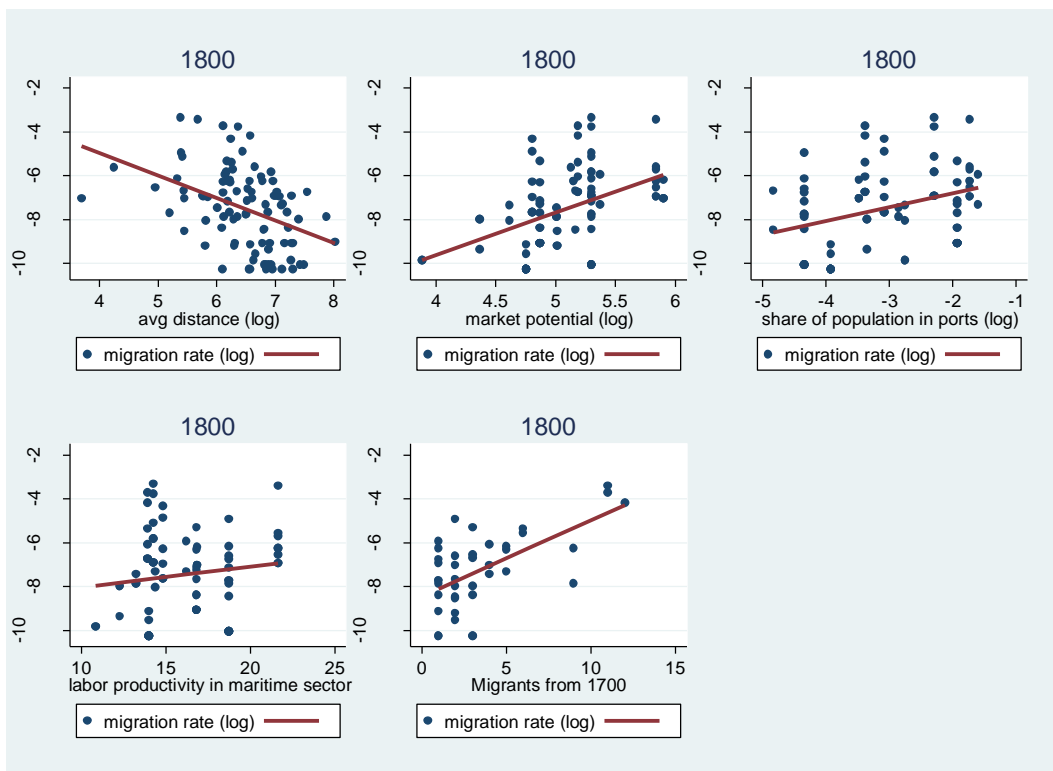 1800
-2
-4
-6
-8
-10
4 5 6 7 8
avg distance (log)
migration rate (log)
1800
-2
-4
-6
-8
-10
4 4.5 5 5.5 6
market potential (log)
migration rate (log)
1800
-2
-4
-6
-8
-10
-5 -4 -3 -2 -1
share of population in ports (log)
migration rate (log)
1800
-2
-4
-6
-8
-10
10 15 20 25
labor productivity in maritime sector
migration rate (log)
1800
-2
-4
-6
-8
-10
0 5 10 15
Migrants from 1700
migration rate (log)